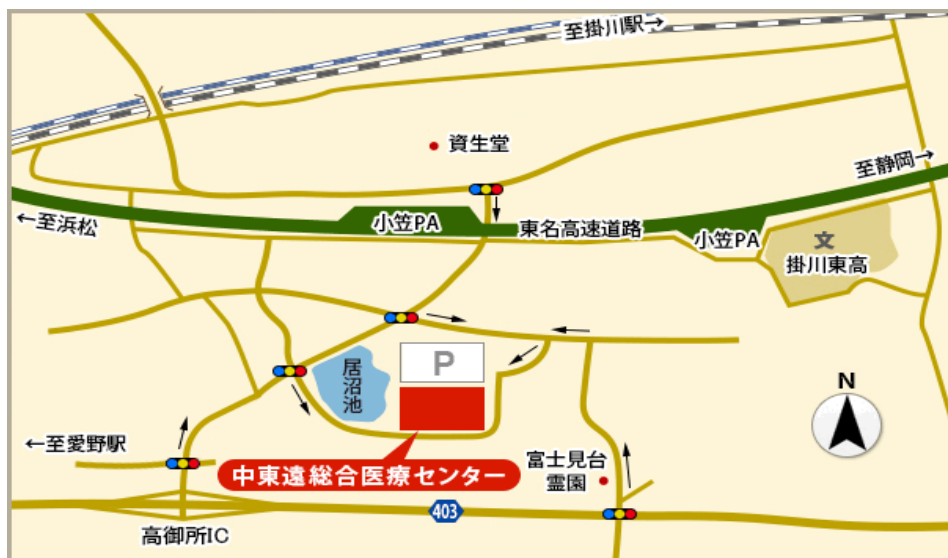 至掛川駅→
資生堂
至静岡→
←至浜松
小笠PA
東名高速道路
小笠PA
文
掛川東高
P
居沼池
N
←至愛野駅
中東遠総合医療センター
富士見台
霊園
403
高御所IC